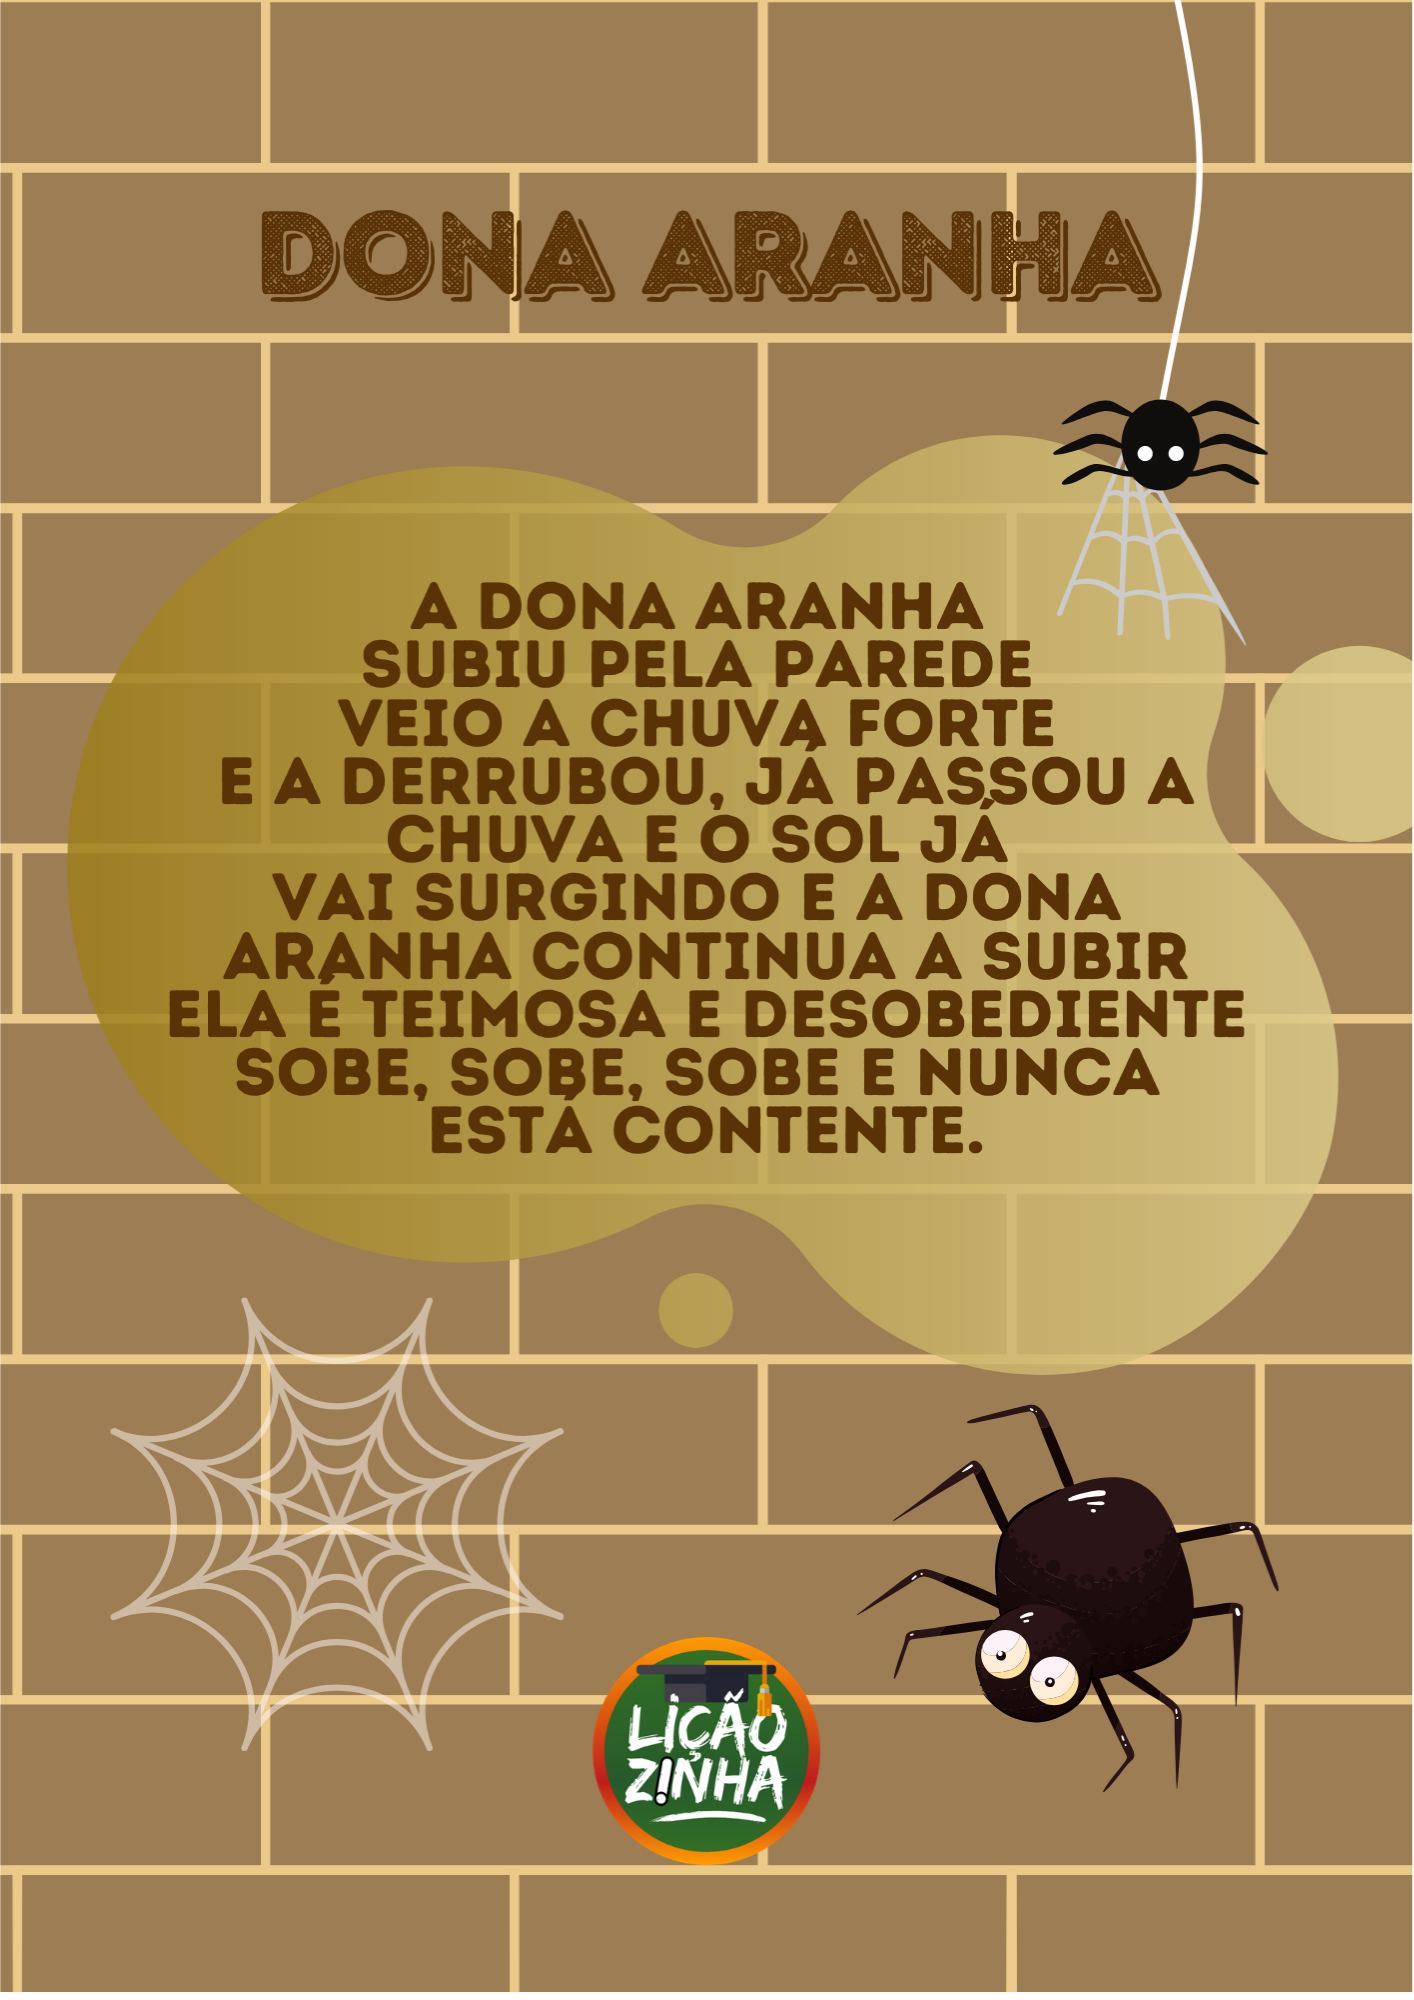 DONA ARANHA
A DONA ARANHA
SUBIU PELA PAREDE
VEIO A CHUVA FORTE
E A DERRUBOU, JÁ PASSOU A
CHUVA E O SOL JÁ
VAI SURGINDO E A DONA
ARANHA CONTINUA A SUBIR
ELA É TEIMOSA E DESOBEDIENTE
SOBE, SOBE, SOBE E NUNCA
ESTÁ CONTENTE.
LIÇÃO
ZINHA